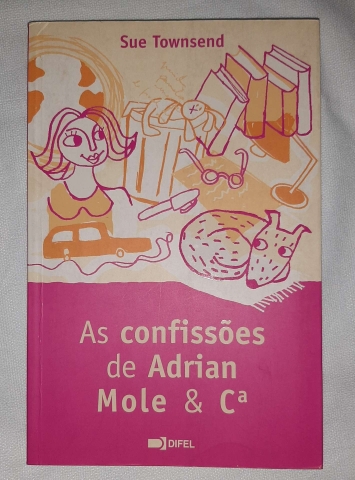 Sue Townsend
As confissões
de Adrian
Mole & Cª
DIFEL